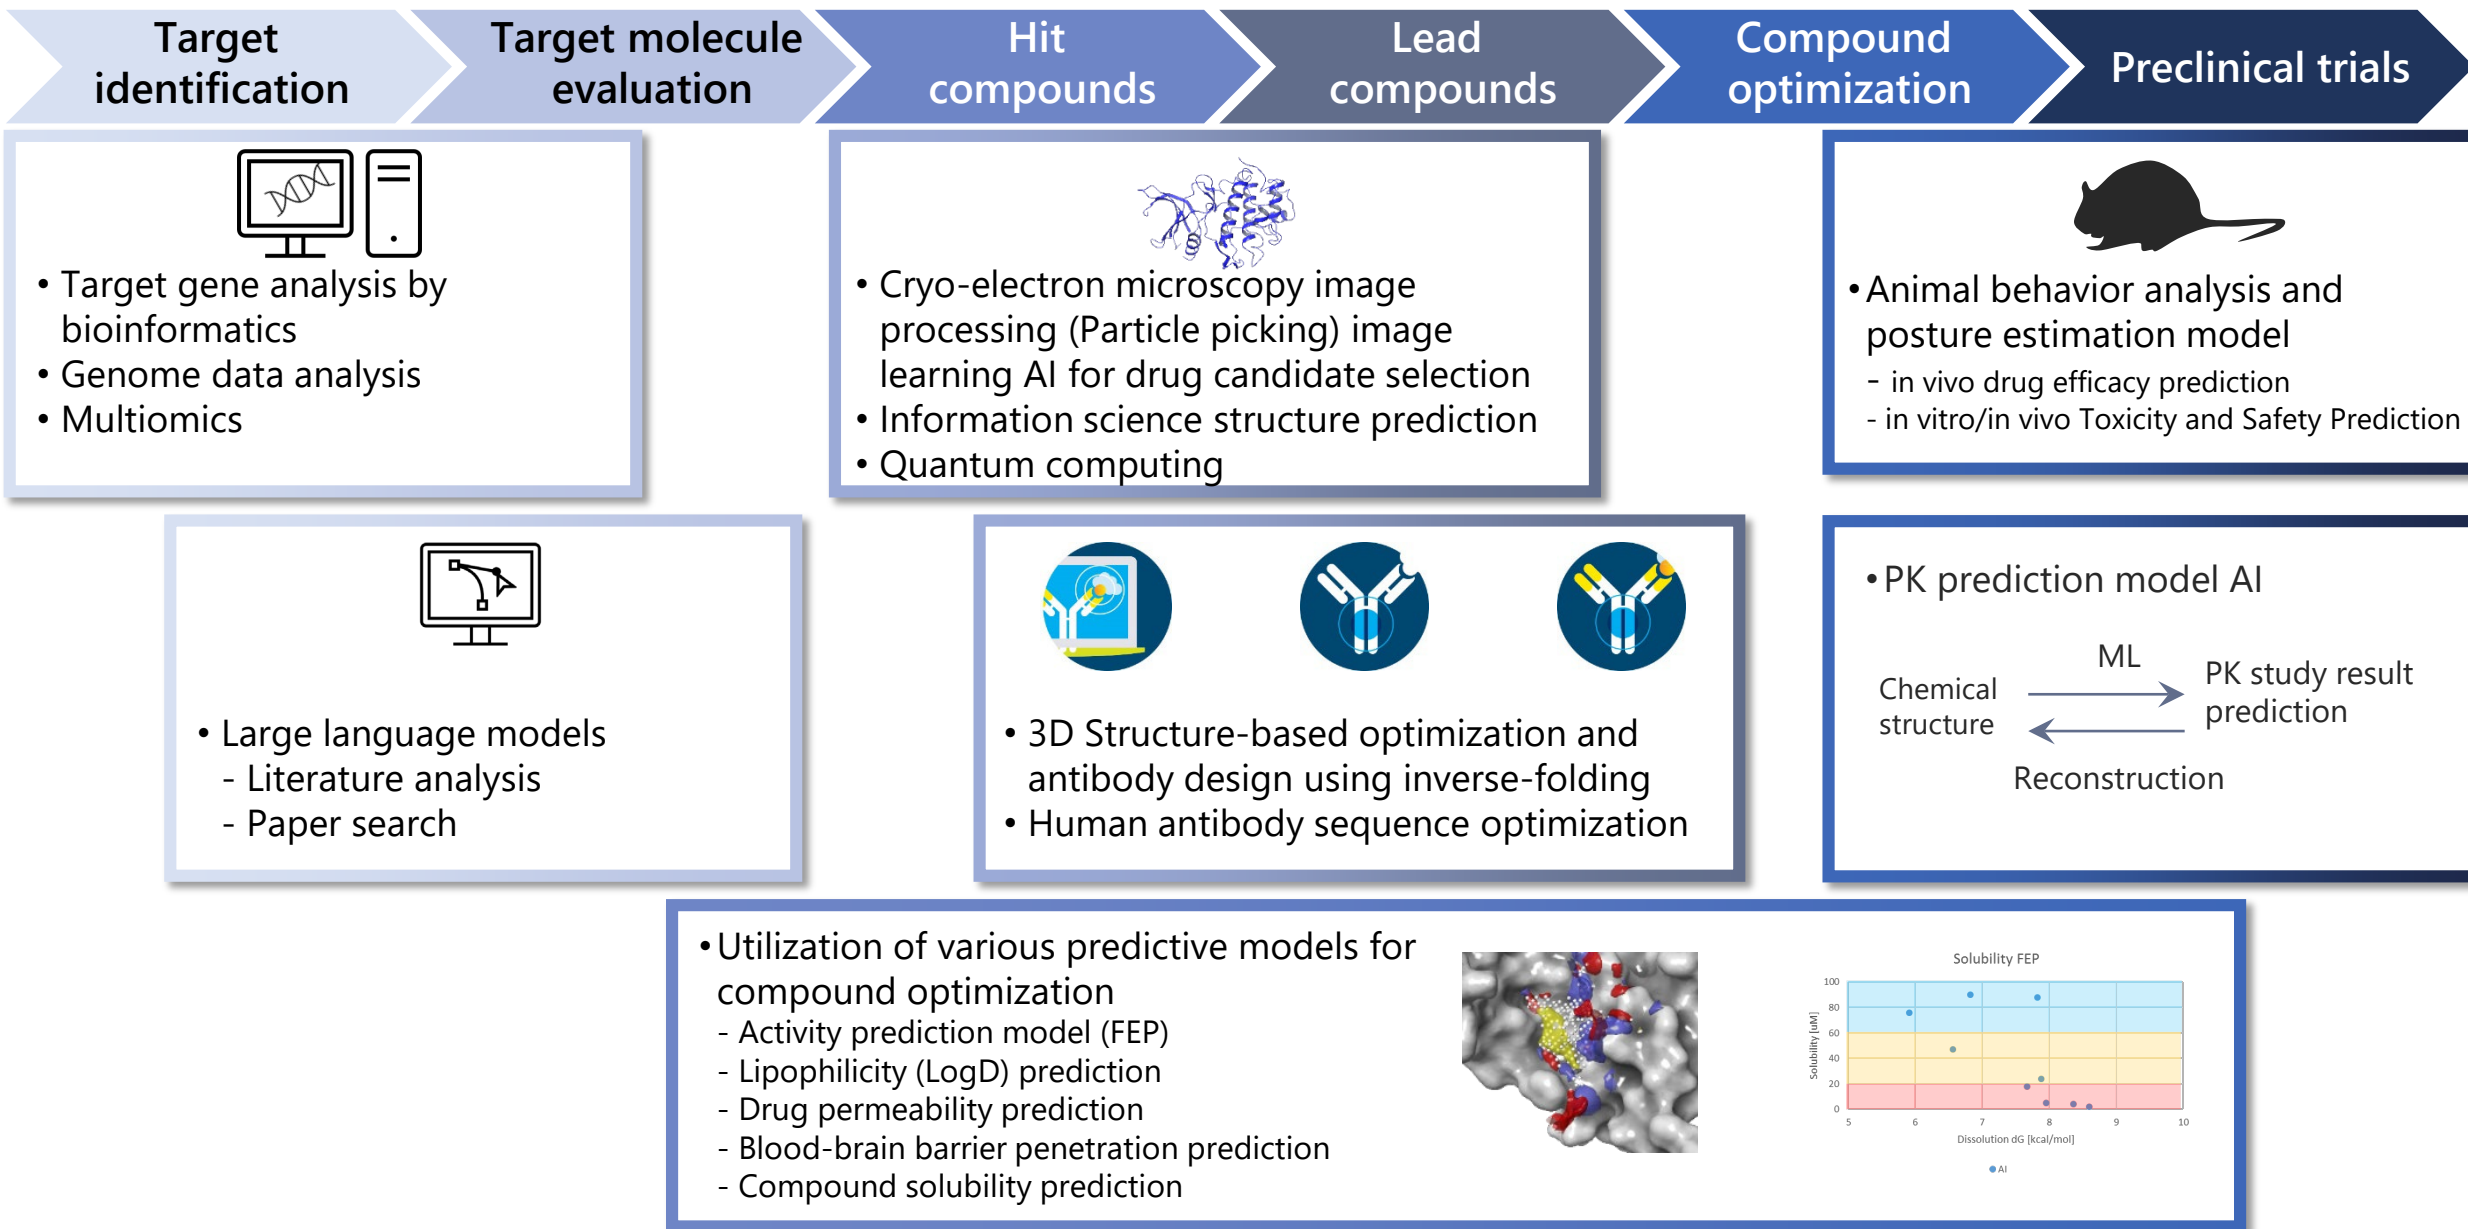 Target
identification
Target molecule
evaluation
Hit
compounds
Lead
compounds
Compound
optimization
Preclinical trials
• Target gene analysis by
bioinformatics
• Genome data analysis
• Multiomics
• Cryo-electron microscopy image
processing (Particle picking) image
learning AI for drug candidate selection
• Information science structure prediction
• Quantum computing
• Animal behavior analysis and
posture estimation model
- in vivo drug efficacy prediction
- in vitro/in vivo Toxicity and Safety Prediction
• Large language models
- Literature analysis
- Paper search
• 3D Structure-based optimization and
antibody design using inverse-folding
• Human antibody sequence optimization
• PK prediction model AI
ML
Chemical
structure
PK study result
prediction
Reconstruction
• Utilization of various predictive models for
compound optimization
- Activity prediction model (FEP)
- Lipophilicity (LogD) prediction
- Drug permeability prediction
- Blood-brain barrier penetration prediction
- Compound solubility prediction
Solubility FEP
Solubility [uM]
100
80
60
40
20
0
5 6 7 8 9 10
Dissolution dG [kcal/mol]
AI